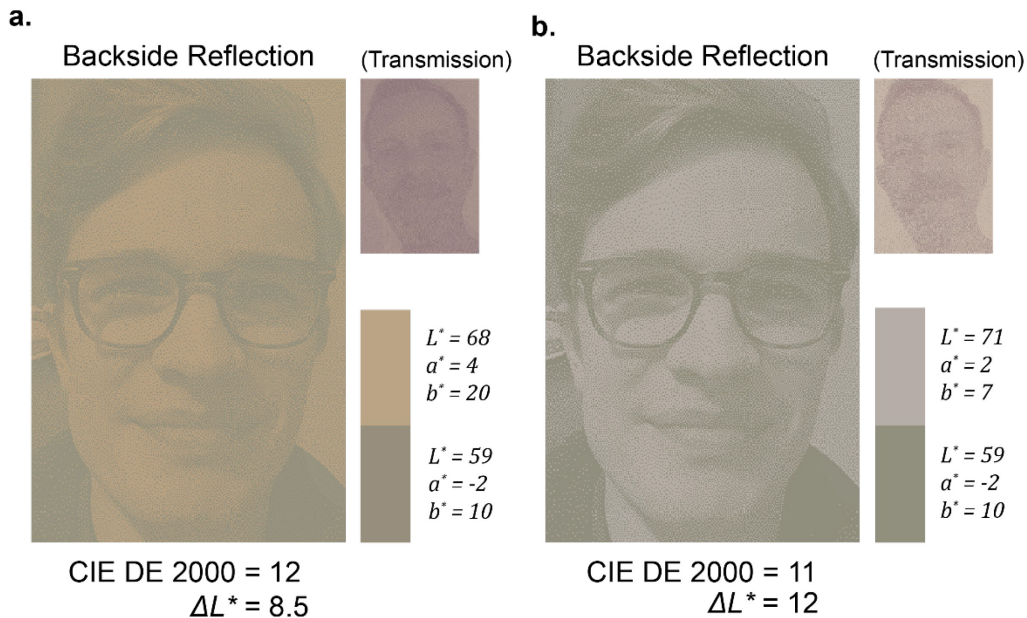 a.
Backside Reflection
(Transmission)
L* = 68
a* = 4
b* = 20
L* = 59
a* = -2
b* = 10
CIE DE 2000 = 12
ΔL* = 8.5
b.
Backside Reflection
(Transmission)
L* = 71
a* = 2
b* = 7
L* = 59
a* = -2
b* = 10
CIE DE 2000 = 11
ΔL* = 12